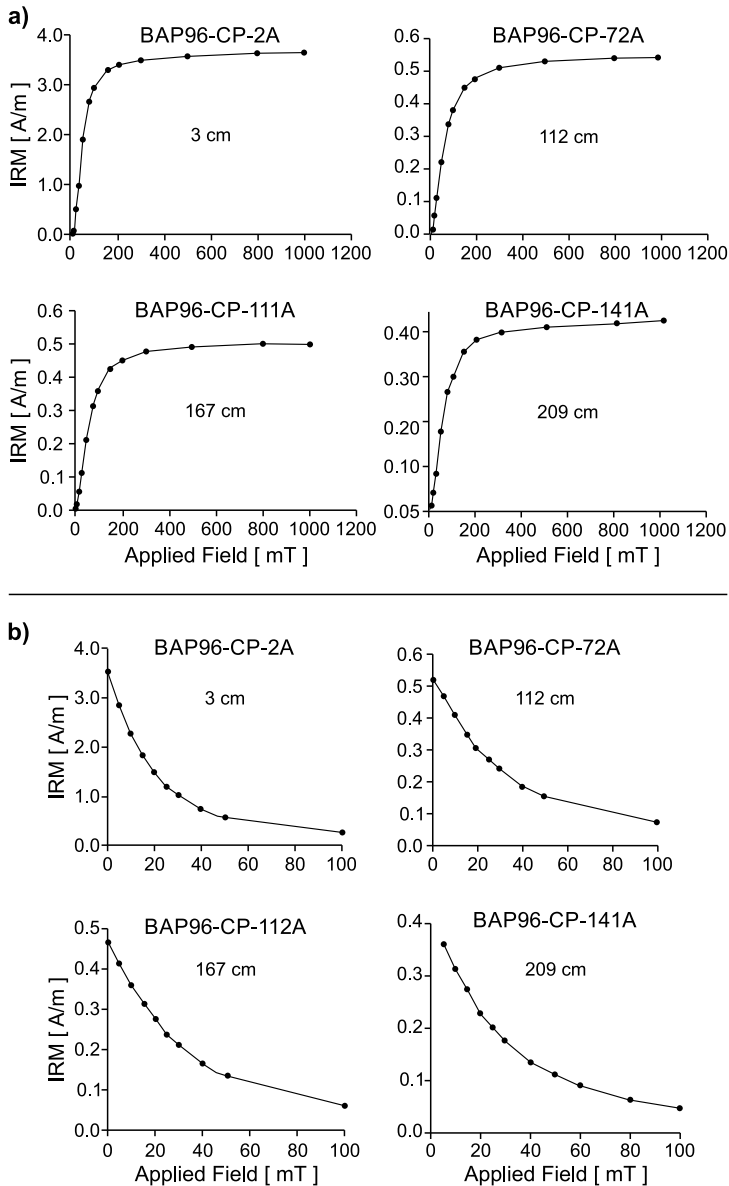 a)
BAP96-CP-2A
3 cm
IRM [ A/m ]
4.0
3.0
2.0
1.0
0.0
0 200 400 600 800 1000 1200
BAP96-CP-72A
112 cm
0.6
0.5
0.4
0.3
0.2
0.1
0.0
0 200 400 600 800 1000 1200
BAP96-CP-111A
167 cm
IRM [ A/m ]
0.6
0.5
0.4
0.3
0.2
0.1
0.0
0 200 400 600 800 1000 1200
Applied Field [ mT ]
BAP96-CP-141A
209 cm
0.40
0.30
0.20
0.10
0.05
0 200 400 600 800 1000 1200
Applied Field [ mT ]
b)
BAP96-CP-2A
3 cm
IRM [ A/m ]
4.0
3.0
2.0
1.0
0.0
0 20 40 60 80 100
BAP96-CP-72A
112 cm
0.6
0.5
0.4
0.3
0.2
0.1
0.0
0 20 40 60 80 100
BAP96-CP-112A
167 cm
IRM [ A/m ]
0.5
0.4
0.3
0.2
0.1
0.0
0 20 40 60 80 100
Applied Field [ mT ]
BAP96-CP-141A
209 cm
0.4
0.3
0.2
0.1
0.0
0 20 40 60 80 100
Applied Field [ mT ]